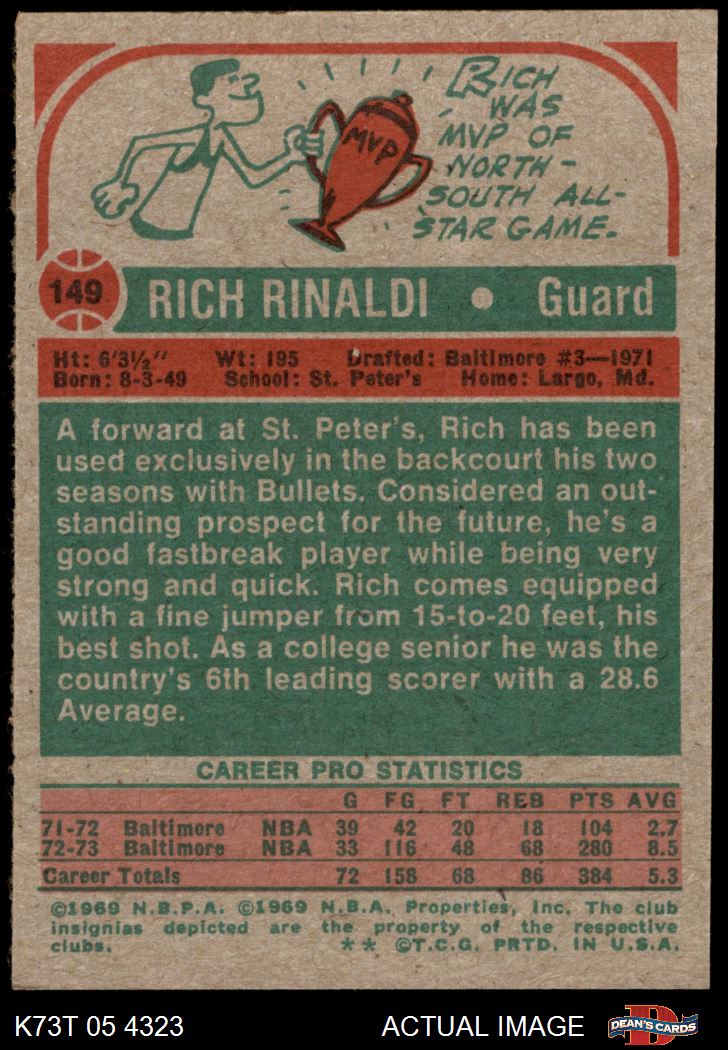 RICH
WAS
MVP OF
NORTH-
SOUTH ALL-
STAR GAME.
MVP
149 RICH RINALDI • Guard
Ht: 6'3½" Wt: 195 Drafted: Baltimore #3—1971
Born: 8-3-49 School: St. Peter's Home: Largo, Md.
A forward at St. Peter's, Rich has been
used exclusively in the backcourt his two
seasons with Bullets. Considered an out-
standing prospect for the future, he's a
good fastbreak player while being very
strong and quick. Rich comes equipped
with a fine jumper from 15-to-20 feet, his
best shot. As a college senior he was the
country's 6th leading scorer with a 28.6
Average.
CAREER PRO STATISTICS
G FG FT REB PTS AVG
71-72 Baltimore NBA 39 42 20 18 104 2.7
72-73 Baltimore NBA 33 116 48 68 280 8.5
Career Totals 72 158 68 86 384 5.3
©1969 N.B.P.A. ©1969 N.B.A. Properties, Inc. The club
insignias depicted are the property of the respective
clubs. ** ©T.C.G. PRTD. IN U.S.A.
K73T 05 4323 ACTUAL IMAGE DEAN'S CARDS